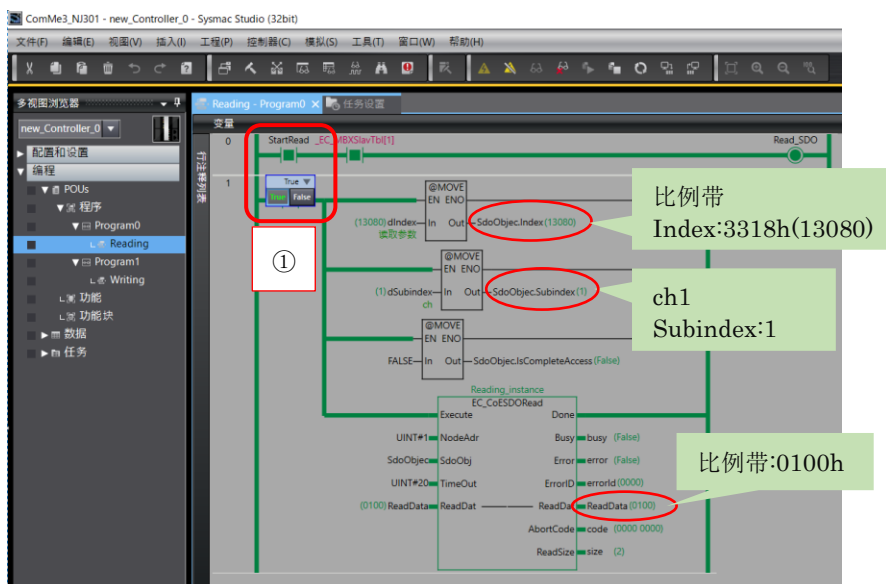 ComMe3_NJ301 - new_Controller_0 - Sysmac Studio (32bit)
文件(F) 编辑(E) 视图(V) 插入(I) 工程(P) 控制器(C) 模拟(S) 工具(T) 窗口(W) 帮助(H)
多视图浏览器
new_Controller_0
配置和设置
编程
POUs
程序
Program0
Reading
Program1
Writing
功能
功能块
数据
任务
Reading - Program0
任务设置
变量
行注释列表
0
StartRead _EC_MBXSlavTbl[1]
Read_SDO
1
True
True False
①
@MOVE
EN ENO
(13080) dIndex In Out SdoObjec.Index (13080)
读取参数
@MOVE
EN ENO
(1) dSubindex In Out SdoObjec.Subindex (1)
ch
@MOVE
EN ENO
FALSE In Out SdoObjec.IsCompleteAccess (False)
Reading_instance
EC_CoESDORead
Execute Done
UINT#1 NodeAdr Busy busy (False)
SdoObjec SdoObj Error error (False)
UINT#20 TimeOut ErrorID errorId (0000)
(0100) ReadData ReadDat ReadDat ReadData (0100)
AbortCode code (0000 0000)
ReadSize size (2)
比例带
Index:3318h(13080)
ch1
Subindex:1
比例带:0100h